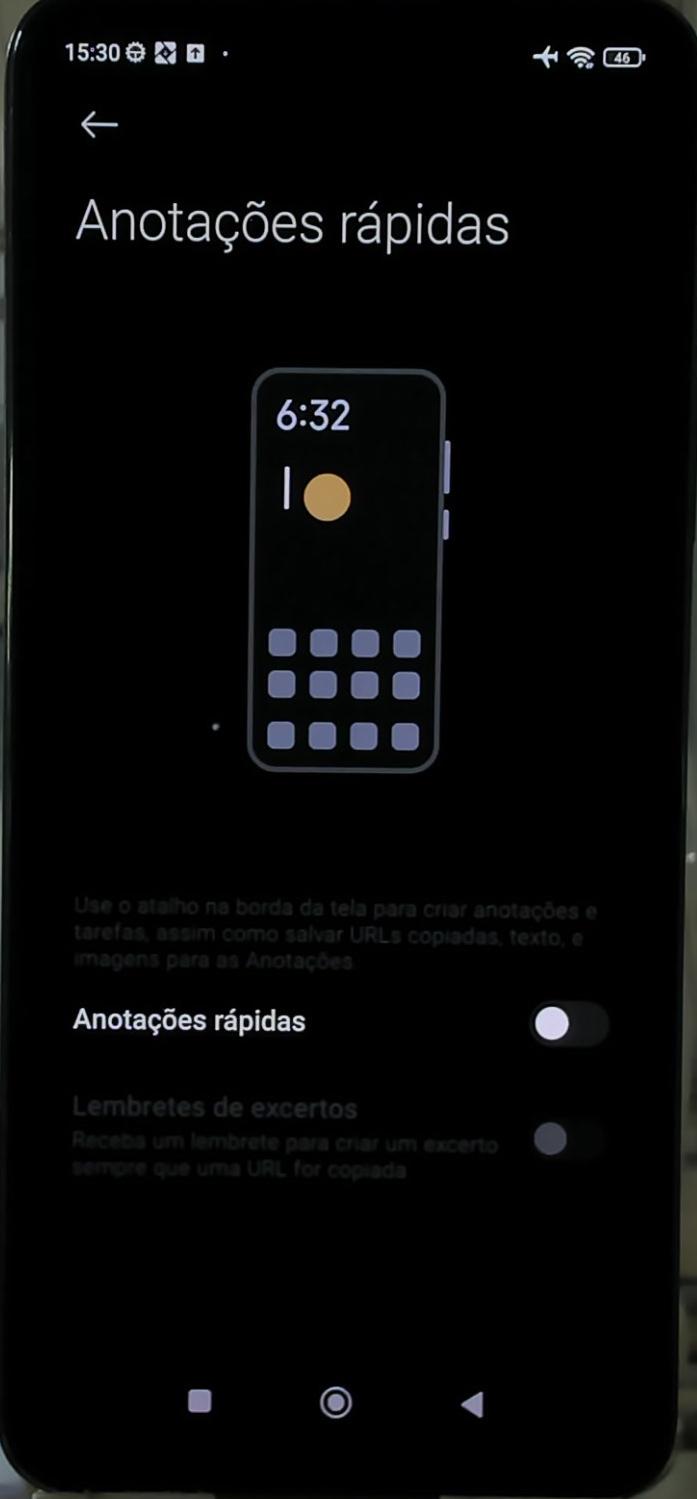 15:30
46
Anotações rápidas
6:32
Use o atalho na borda da tela para criar anotações e
tarefas, assim como salvar URLs copiadas, texto, e
imagens para as Anotações
Anotações rápidas
Lembretes de excertos
Receba um lembrete para criar um excerto
sempre que uma URL for copiada